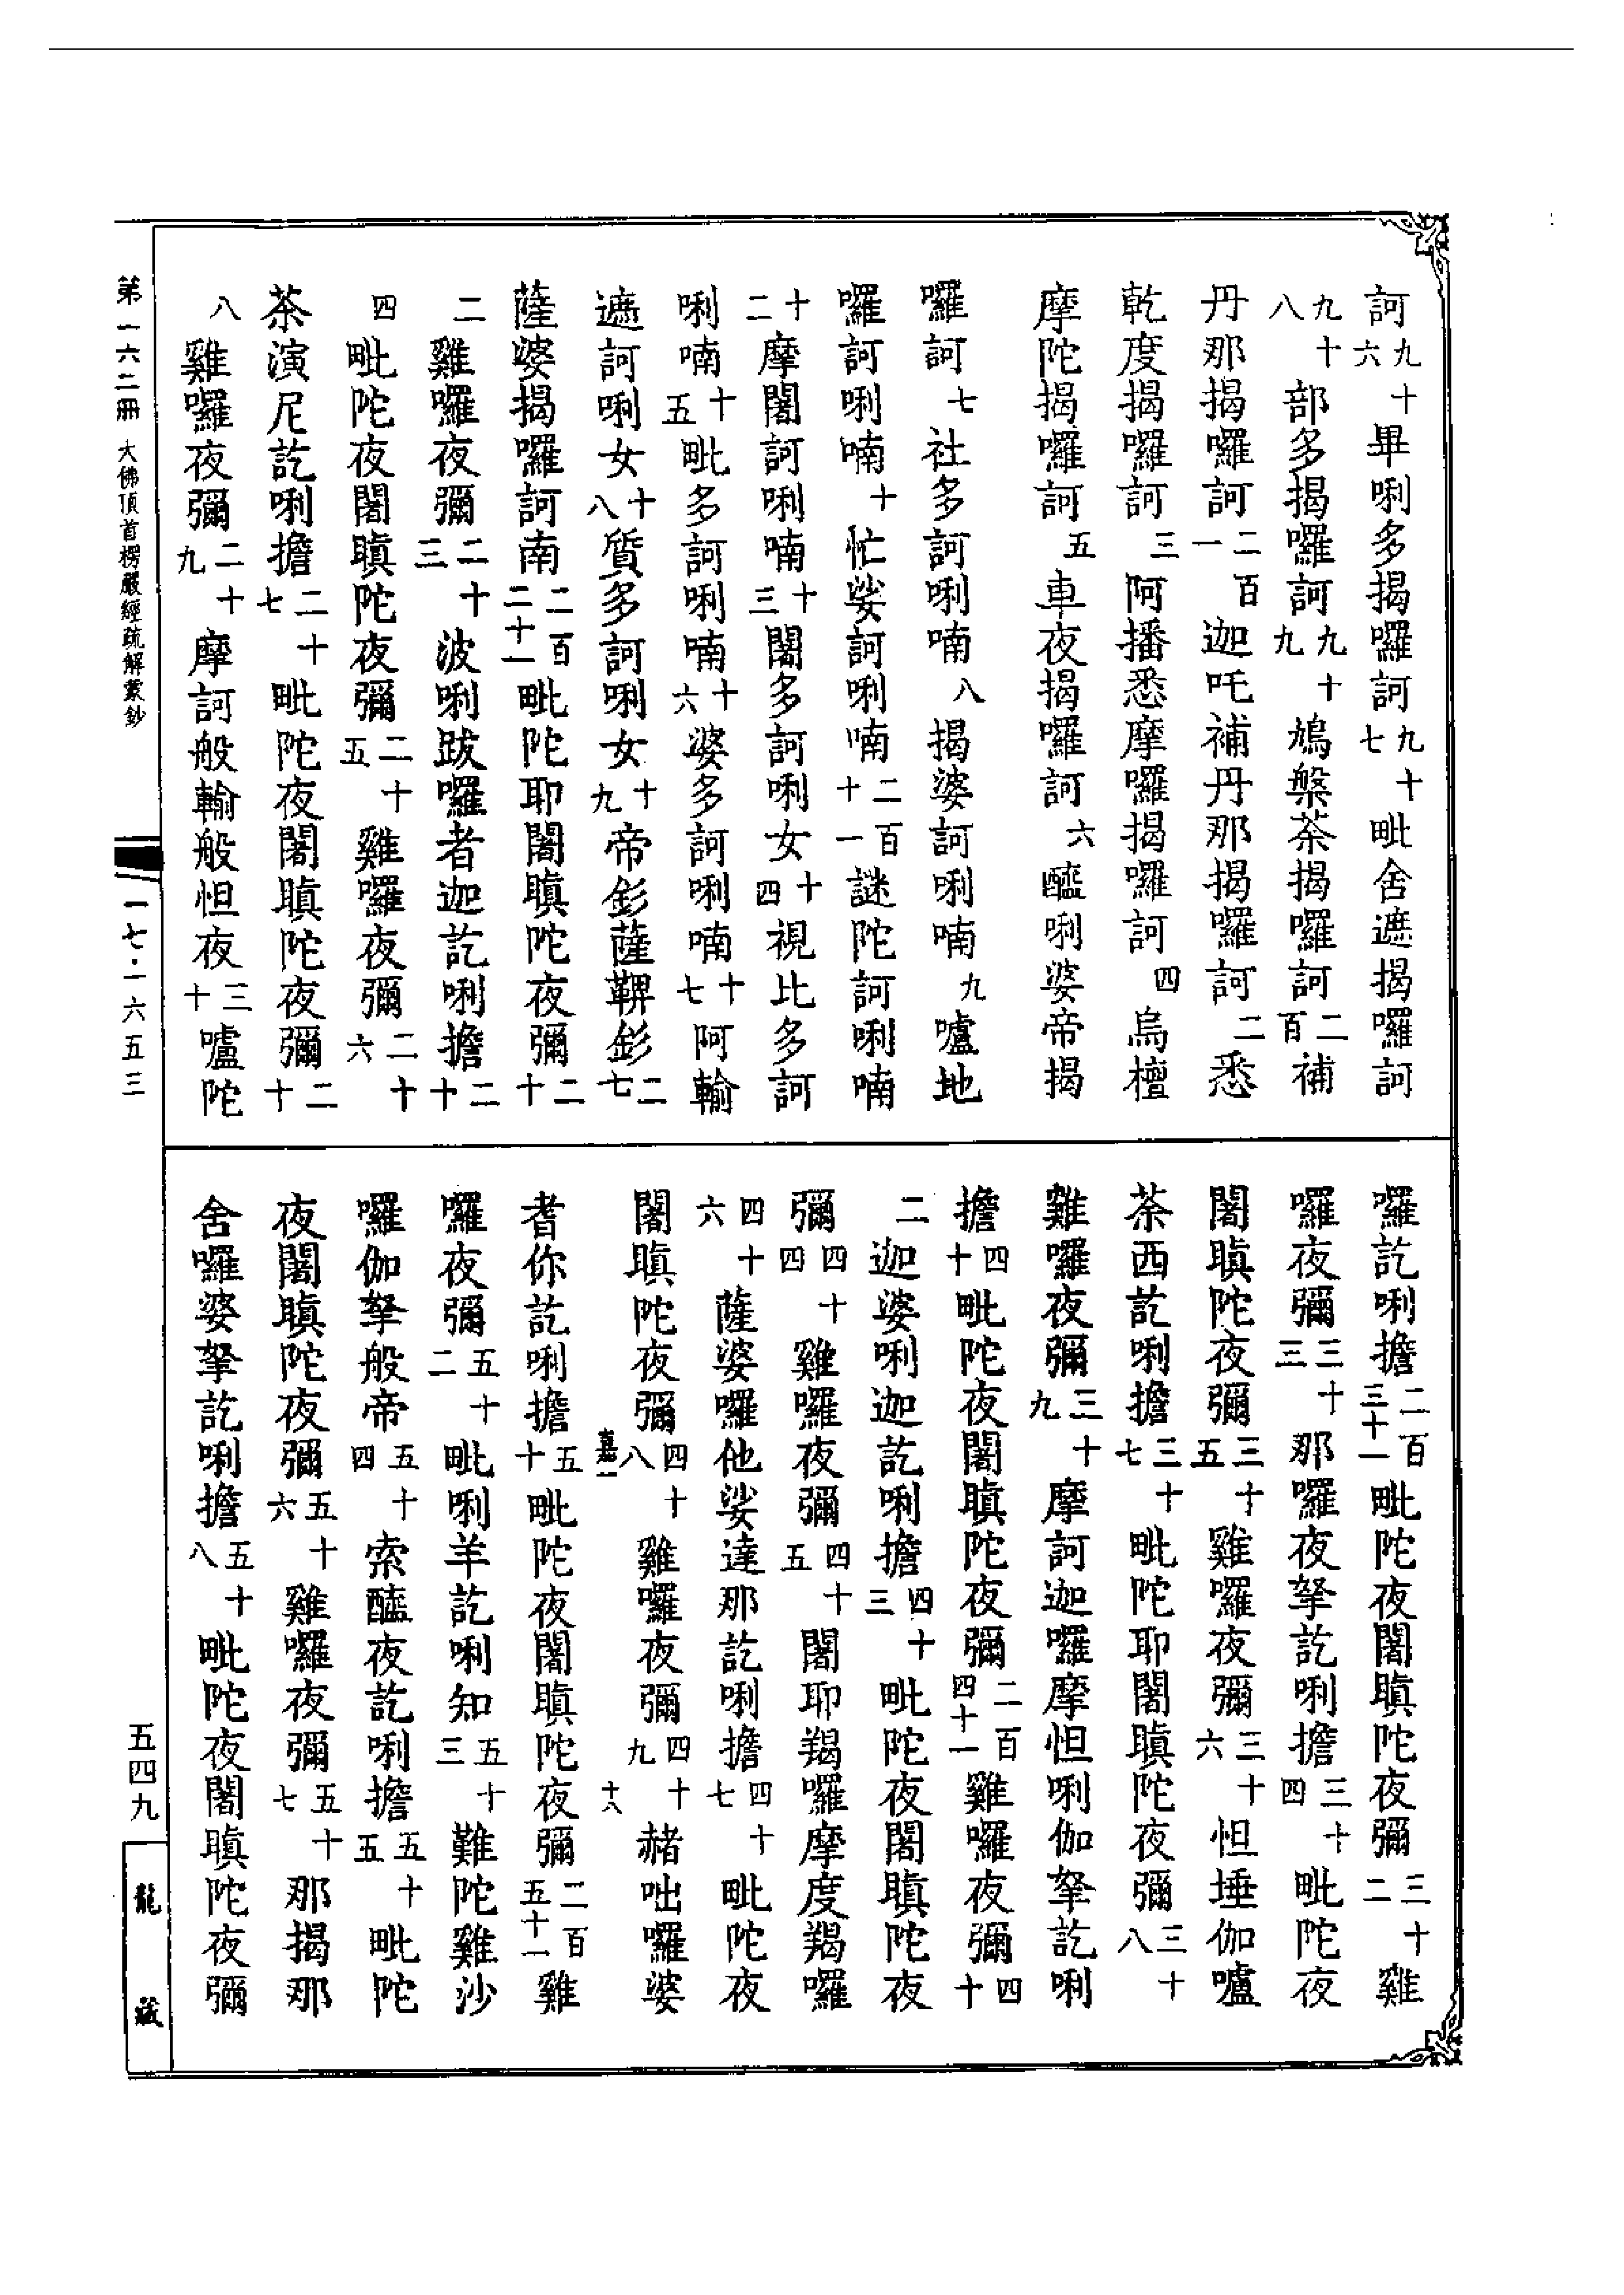 訶九十六畢唎多揭囉訶九十七毗舍遮揭囉訶
九十八部多揭囉訶九十九鳩槃茶揭囉訶二百補
丹那揭囉訶二百一迦吒補丹那揭囉訶二悉
乾度揭囉訶三阿播悉摩囉揭囉訶四烏檀
摩陀揭囉訶五車夜揭囉訶六醯唎婆帝揭
囉訶七社多訶唎喃八揭婆訶唎喃九嚧地
囉訶唎喃十忙娑訶唎喃二百十一謎陀訶唎喃
十二摩闍訶唎喃十三闍多訶唎女十四視比多訶
唎喃十五毗多訶唎喃十六婆多訶唎喃十七阿輸
遮訶唎女十八質多訶唎女十九帝釤薩鞞釤二七
薩婆揭囉訶南二百二十一毗陀耶闍瞋陀夜彌二十
二雞囉夜彌二十三波唎跋囉者迦訖唎擔二十
四毗陀夜闍瞋陀夜彌二十五雞囉夜彌二十六
茶演尼訖唎擔二十七毗陀夜闍瞋陀夜彌二十
八雞囉夜彌二十九摩訶般輸般怛夜三十嚧陀
囉訖唎擔二百三十一毗陀夜闍瞋陀夜彌三十二雞
囉夜彌三十三那囉夜拏訖唎擔三十四毗陀夜
闍瞋陀夜彌三十五雞囉夜彌三十六怛埵伽嚧
茶西訖唎擔三十七毗陀耶闍瞋陀夜彌三十八
雞囉夜彌三十九摩訶迦囉摩怛唎伽拏訖唎
擔四十毗陀夜闍瞋陀夜彌二百四十一雞囉夜彌四十
二迦婆唎迦訖唎擔四十三毗陀夜闍瞋陀夜
彌四十四雞囉夜彌四十五闍耶羯囉摩度羯囉
四十六薩婆囉他娑達那訖唎擔四十七毗陀夜
闍瞋陀夜彌四十八雞囉夜彌四十九赭咄囉婆
嘉一 十六
耆你訖唎擔五十毗陀夜闍瞋陀夜彌二百五十一雞
囉夜彌五十二毗唎羊訖唎知五十三難陀雞沙
囉伽拏般帝五十四索醯夜訖唎擔五十五毗陀
夜闍瞋陀夜彌五十六雞囉夜彌五十七那揭那
舍囉婆拏訖唎擔五十八毗陀夜闍瞋陀夜彌
第一六二冊 大佛頂首楞嚴經疏解蒙鈔
一七·一六五三
五四九
龍藏